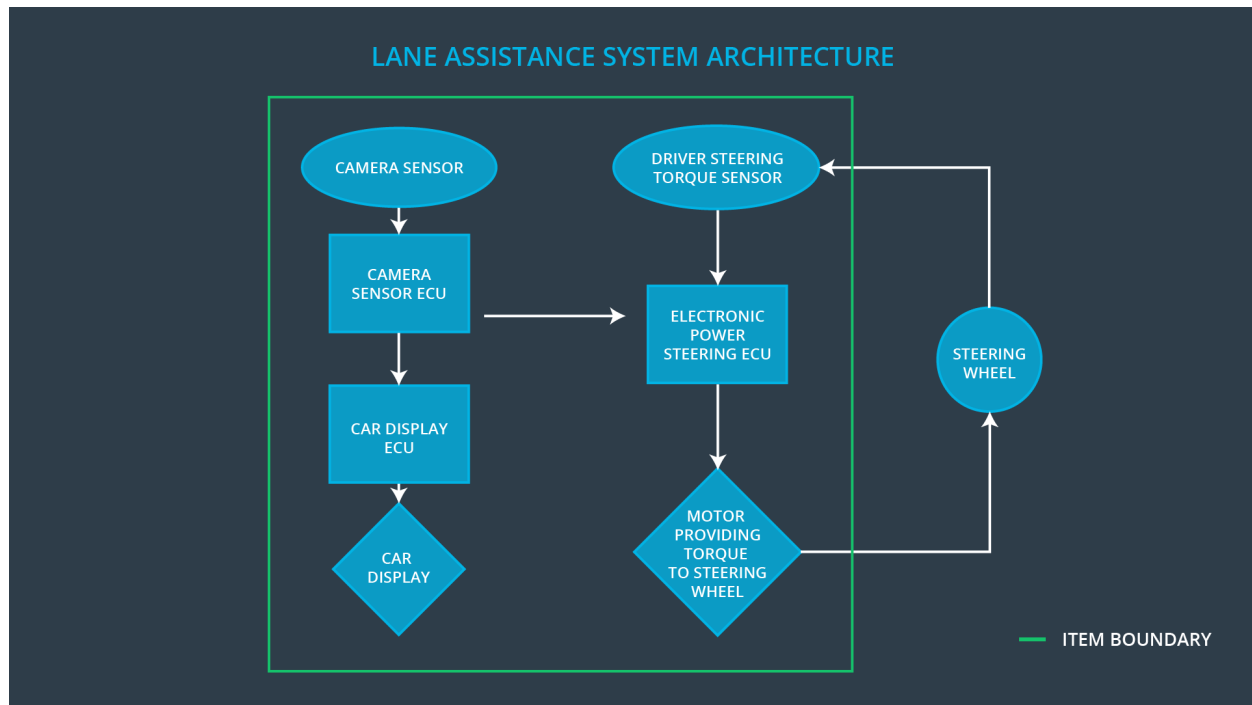 LANE ASSISTANCE SYSTEM ARCHITECTURE
CAMERA SENSOR
CAMERA
SENSOR ECU
CAR DISPLAY
ECU
CAR
DISPLAY
DRIVER STEERING
TORQUE SENSOR
ELECTRONIC
POWER
STEERING ECU
MOTOR
PROVIDING
TORQUE
TO STEERING
WHEEL
STEERING
WHEEL
ITEM BOUNDARY